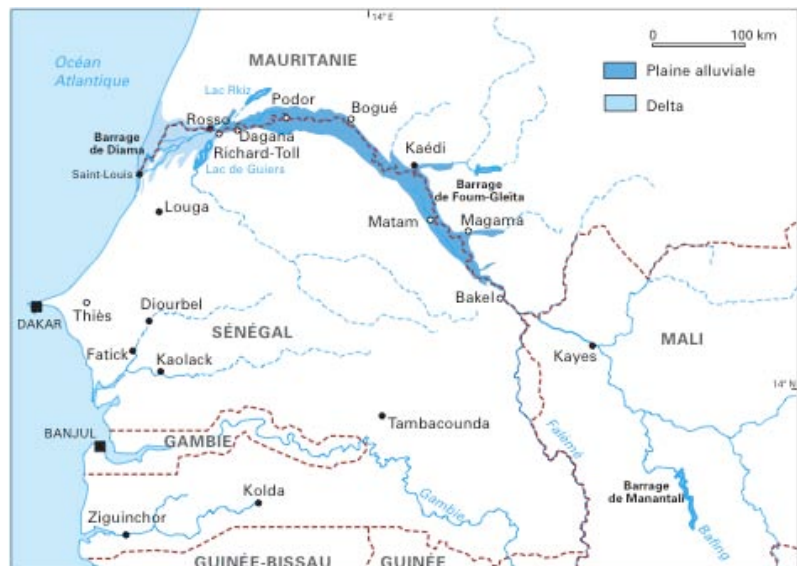 14° E
0 100 km
Océan
Atlantique
MAURITANIE
Plaine alluviale
Delta
Lac Rkiz
Podor
Bogué
Rosso
Dagana
Barrage
de Diama
Richard-Toll
Lac de Guiers
Saint-Louis
Kaédi
Barrage
de Foum-Gleïta
Louga
Matam
Magama
Bakel
Thiès
Diourbel
DAKAR
SÉNÉGAL
Fatick
Kaolack
Kayes
MALI
14° N
Tambacounda
BANJUL
GAMBIE
Falémé
Gambie
Barrage
de Manantali
Bafing
Kolda
Ziguinchor
GUINÉE-BISSAU
GUINÉE